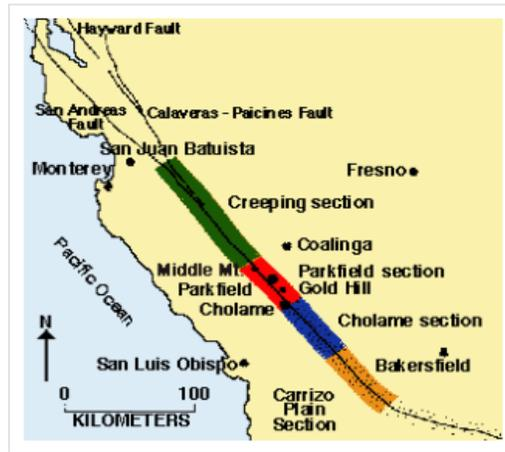 Hayward Fault
San Andreas
Fault
Calaveras - Paicines Fault
San Juan Batuista
Monterey
Fresno
Creeping section
Coalinga
Pacific Ocean
Middle Mt.
Parkfield section
Parkfield
Gold Hill
Cholame
Cholame section
N
San Luis Obispo
Bakersfield
0 100
KILOMETERS
Carrizo
Plain
Section